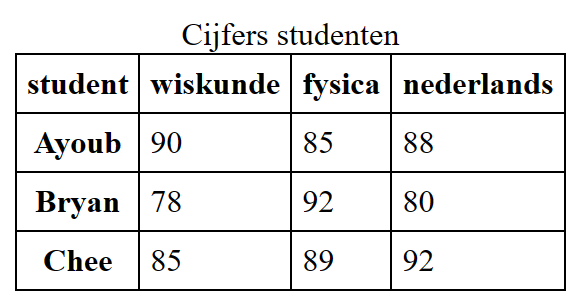 Cijfers studenten
student wiskunde fysica nederlands
Ayoub 90 85 88
Bryan 78 92 80
Chee 85 89 92